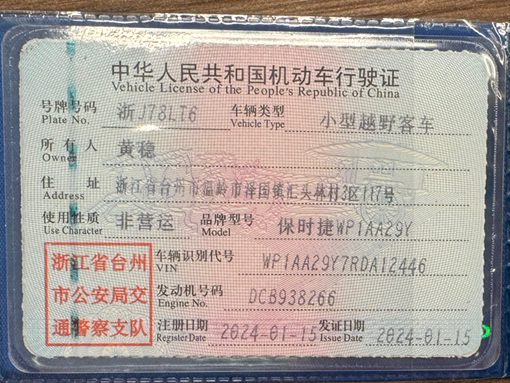 中华人民共和国机动车行驶证
Vehicle License of the People's Republic of China
号牌号码 Plate No. 浙J78LT6 车辆类型 Vehicle Type 小型越野客车
所有人 Owner 黄稳
住址 Address 浙江省台州市温岭市泽国镇汇头林村3区117号
使用性质 Use Character 非营运 品牌型号 Model 保时捷WP1AA29Y
浙江省台州市公安局交通警察支队
车辆识别代号 VIN WP1AA29Y7RDA12446
发动机号码 Engine No. DCB938266
注册日期 Register Date 2024-01-15 发证日期 Issue Date 2024-01-15